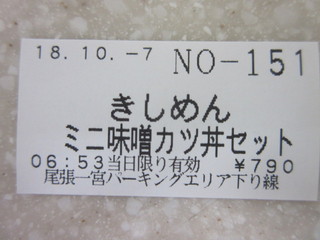 18.10.-7 NO-151
きしめん
ミニ味噌カツ丼セット
06:53当日限り有効 ¥790
尾張一宮パーキングエリア下り線